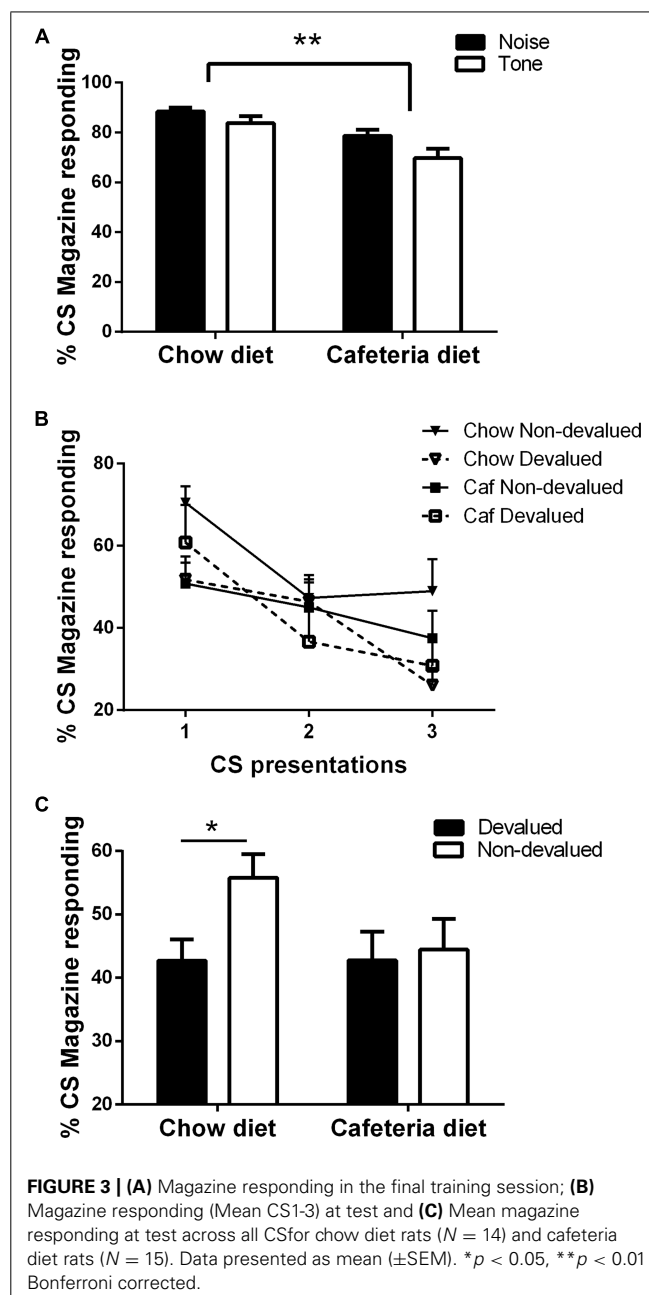 A
**
Noise
Tone
% CS Magazine responding
100
80
60
40
20
0
Chow diet
Cafeteria diet
B
Chow Non-devalued
Chow Devalued
Caf Non-devalued
Caf Devalued
% CS Magazine responding
80
60
40
20
1
2
3
CS presentations
C
Devalued
Non-devalued
*
% CS Magazine responding
60
50
40
30
20
Chow diet
Cafeteria diet
FIGURE 3 | (A) Magazine responding in the final training session; (B)
Magazine responding (Mean CS1-3) at test and (C) Mean magazine
responding at test across all CSfor chow diet rats (N = 14) and cafeteria
diet rats (N = 15). Data presented as mean (±SEM). *p < 0.05, **p < 0.01
Bonferroni corrected.